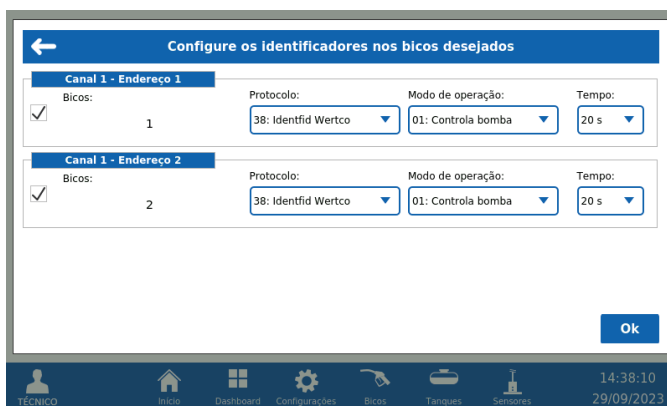 Configure os identificadores nos bicos desejados
Canal 1 - Endereço 1
Bicos: Protocolo: Modo de operação: Tempo:
1 38: Identfid Wertco 01: Controla bomba 20 s
Canal 1 - Endereço 2
Bicos: Protocolo: Modo de operação: Tempo:
2 38: Identfid Wertco 01: Controla bomba 20 s
Ok
TÉCNICO Início Dashboard Configurações Bicos Tanques Sensores 14:38:10
29/09/2023